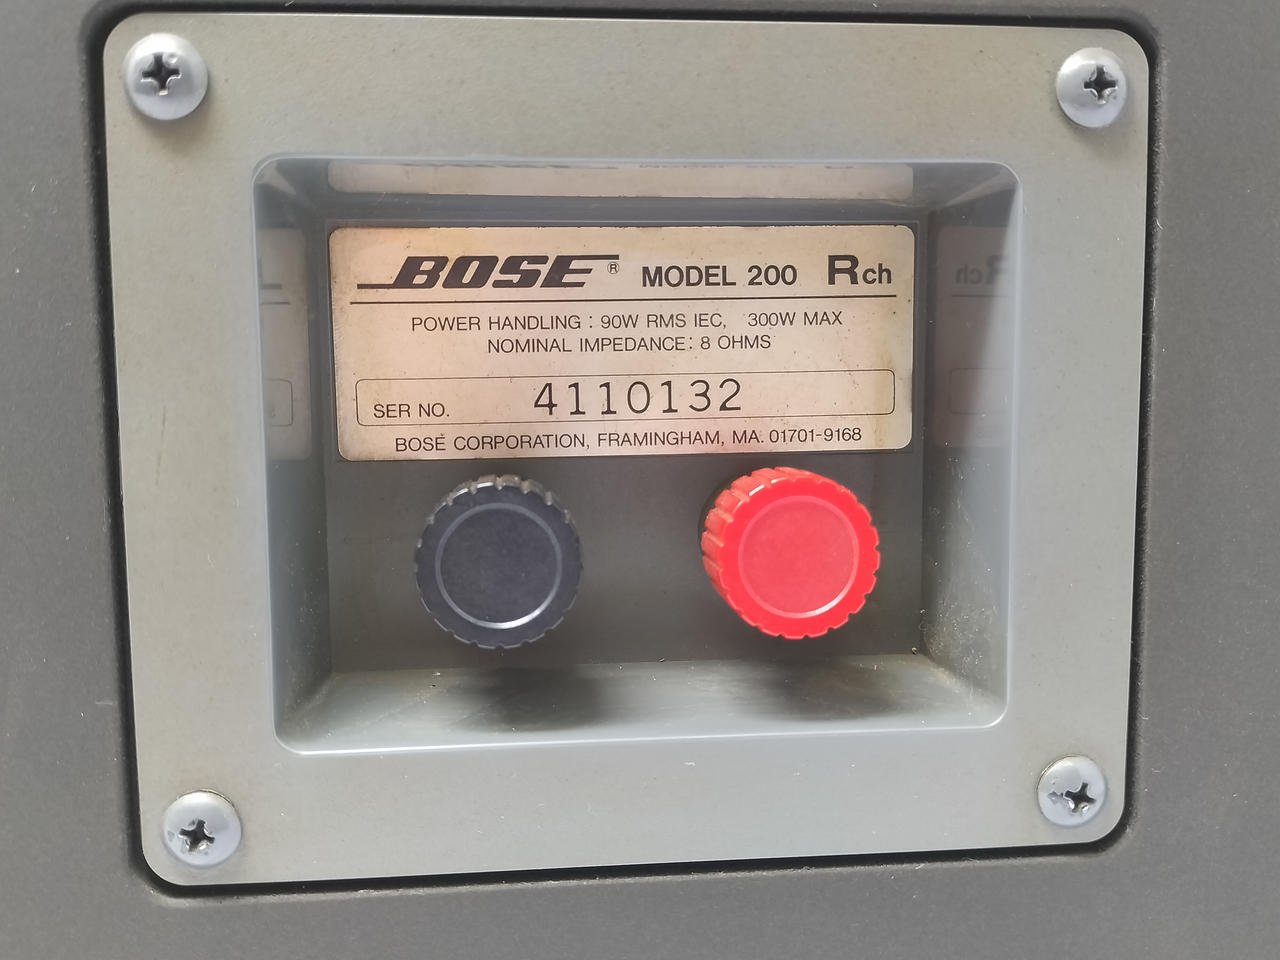 BOSE® MODEL 200 Rch
POWER HANDLING : 90W RMS IEC, 300W MAX
NOMINAL IMPEDANCE: 8 OHMS
SER NO. 4110132
BOSE CORPORATION, FRAMINGHAM, MA. 01701-9168